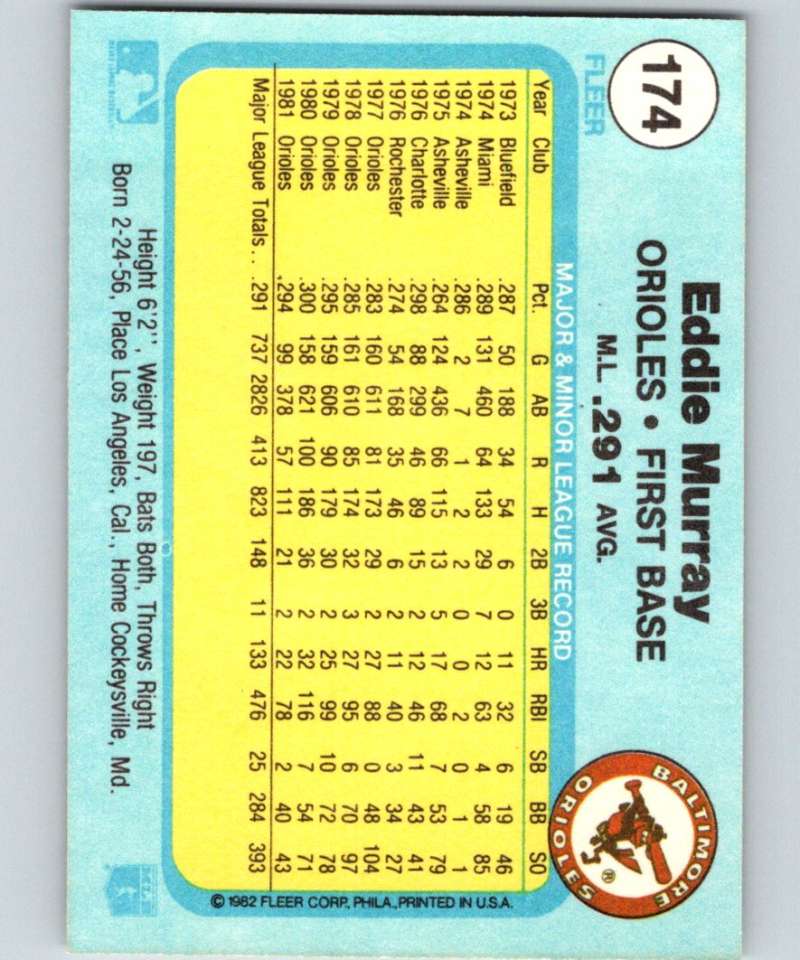 174
FLEER
Eddie Murray
ORIOLES • FIRST BASE
M.L. .291 AVG.
BALTIMORE
ORIOLES
®
MAJOR & MINOR LEAGUE RECORD
Year Club Pct. G AB R H 2B 3B HR RBI SB BB SO
1973 Bluefield .287 50 188 34 54 6 0 11 32 6 19 46
1974 Miami .289 131 460 64 133 29 7 12 63 4 58 85
1974 Asheville .286 2 7 1 2 2 0 0 2 0 1 1
1975 Asheville .264 124 436 66 115 13 5 17 68 7 53 79
1976 Charlotte .298 88 299 46 89 15 2 12 46 11 43 41
1976 Rochester .274 54 168 35 46 6 2 11 40 3 34 27
1977 Orioles .283 160 611 81 173 29 2 27 88 0 48 104
1978 Orioles .285 161 610 85 174 32 3 27 95 6 70 97
1979 Orioles .295 159 606 90 179 30 2 25 99 10 72 78
1980 Orioles .300 158 621 100 186 36 2 32 116 7 54 71
1981 Orioles .294 99 378 57 111 21 2 22 78 2 40 43
Major League Totals . . .291 737 2826 413 823 148 11 133 476 25 284 393
© 1982 FLEER CORP., PHILA., PRINTED IN U.S.A.
Height 6'2", Weight 197, Bats Both, Throws Right
Born 2-24-56, Place Los Angeles, Cal., Home Cockeysville, Md.